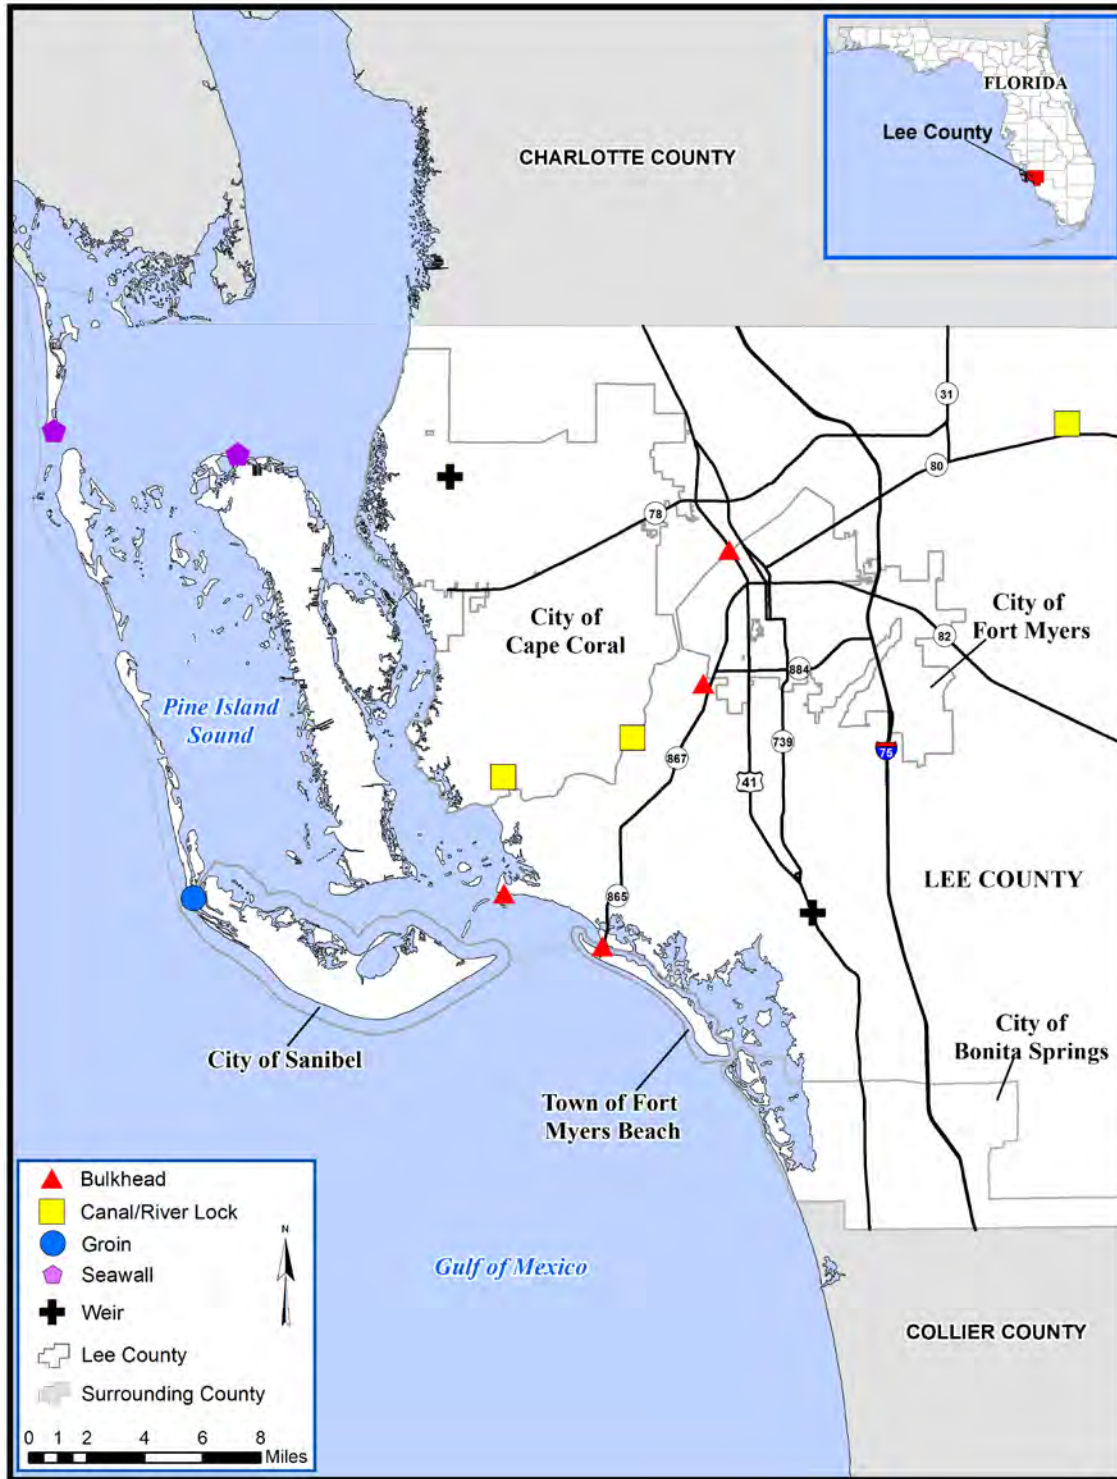 FLORIDA
Lee County
CHARLOTTE COUNTY
31
80
78
City of
Cape Coral
City of
Fort Myers
82
884
Pine Island
Sound
867
739
75
41
LEE COUNTY
865
City of Sanibel
City of
Bonita Springs
Town of Fort
Myers Beach
Bulkhead
Canal/River Lock
Groin
Seawall
Weir
Lee County
Surrounding County
N
0 1 2 4 6 8
Miles
Gulf of Mexico
COLLIER COUNTY